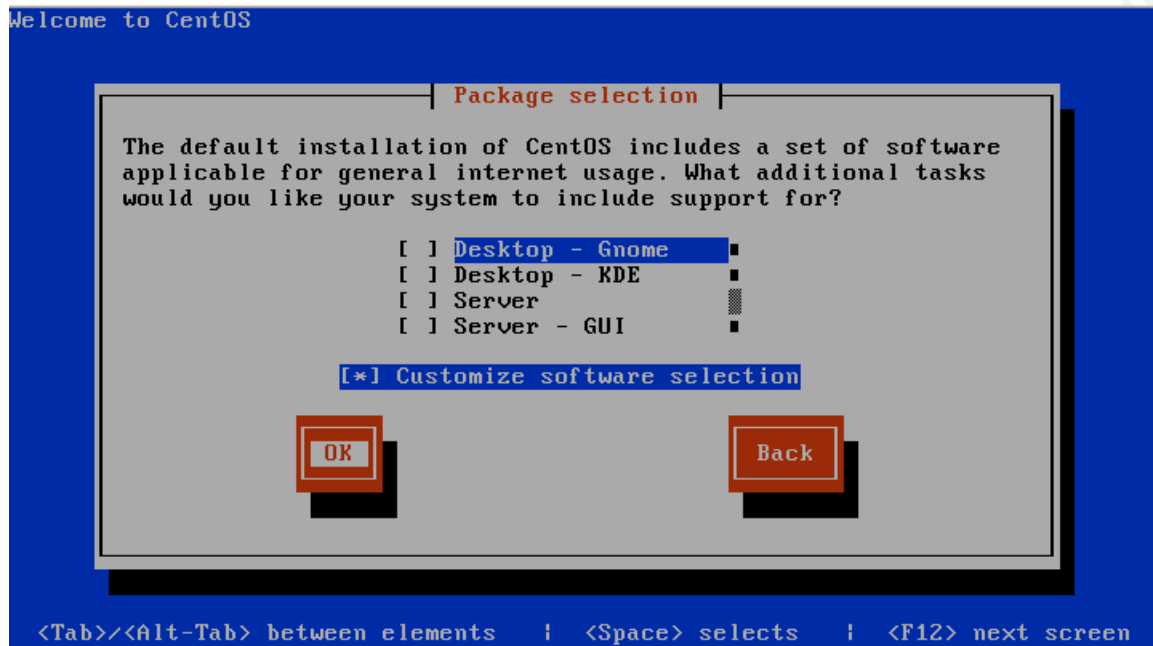 Welcome to CentOS
Package selection
The default installation of CentOS includes a set of software
applicable for general internet usage. What additional tasks
would you like your system to include support for?
[ ] Desktop - Gnome
[ ] Desktop - KDE
[ ] Server
[ ] Server - GUI
[*] Customize software selection
OK Back
<Tab>/<Alt-Tab> between elements | <Space> selects | <F12> next screen